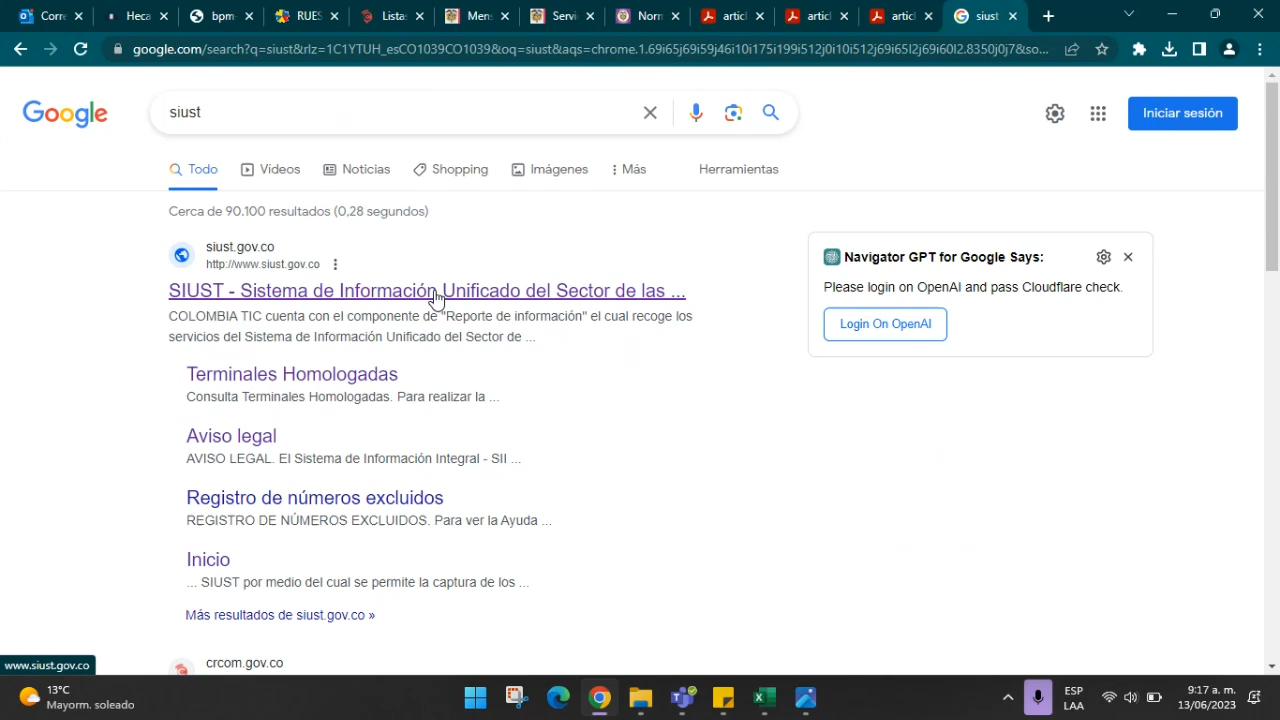 Corre
Heca
bpm-
RUES
Listas
Mens
Servi
Norn
articl
articl
articl
siust
google.com/search?q=siust&rlz=1C1YTUH_esCO1039CO1039&oq=siust&aqs=chrome.1.69i65j69i59j46i10i175i199i512j0i10i512j69i65l2j69i60l2.8350j0j7&so...
Google
siust
Iniciar sesión
Todo
Videos
Noticias
Shopping
Imágenes
Más
Herramientas
Cerca de 90.100 resultados (0,28 segundos)
siust.gov.co
http://www.siust.gov.co
SIUST - Sistema de Información Unificado del Sector de las ...
COLOMBIA TIC cuenta con el componente de "Reporte de información" el cual recoge los
servicios del Sistema de Información Unificado del Sector de ...
Navigator GPT for Google Says:
Please login on OpenAI and pass Cloudflare check.
Login On OpenAI
Terminales Homologadas
Consulta Terminales Homologadas. Para realizar la ...
Aviso legal
AVISO LEGAL. El Sistema de Información Integral - SII ...
Registro de números excluidos
REGISTRO DE NÚMEROS EXCLUIDOS. Para ver la Ayuda ...
Inicio
... SIUST por medio del cual se permite la captura de los ...
Más resultados de siust.gov.co »
crcom.gov.co
www.siust.gov.co
13°C
Mayorm. soleado
ESP
LAA
9:17 a. m.
13/06/2023